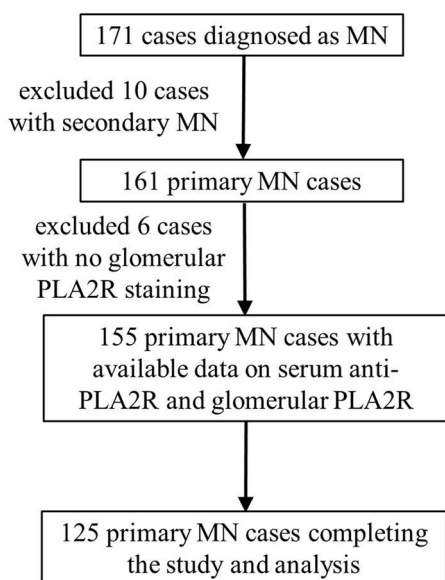 171 cases diagnosed as MN
excluded 10 cases
with secondary MN
161 primary MN cases
excluded 6 cases
with no glomerular
PLA2R staining
155 primary MN cases with
available data on serum anti-
PLA2R and glomerular PLA2R
125 primary MN cases completing
the study and analysis